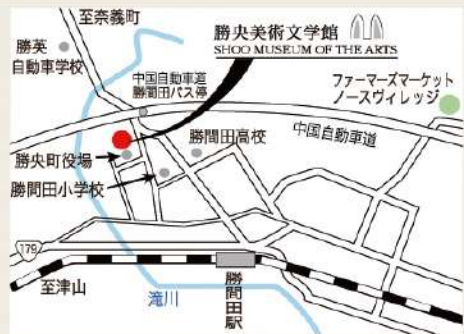 至奈義町
勝央美術文学館
SHOO MUSEUM OF THE ARTS
勝英
自動車学校
中国自動車道
勝間田バス停
ファーマーズマーケット
ノースヴィレッジ
勝間田高校
中国自動車道
勝央町役場
勝間田小学校
179
至津山
滝川
勝間田駅